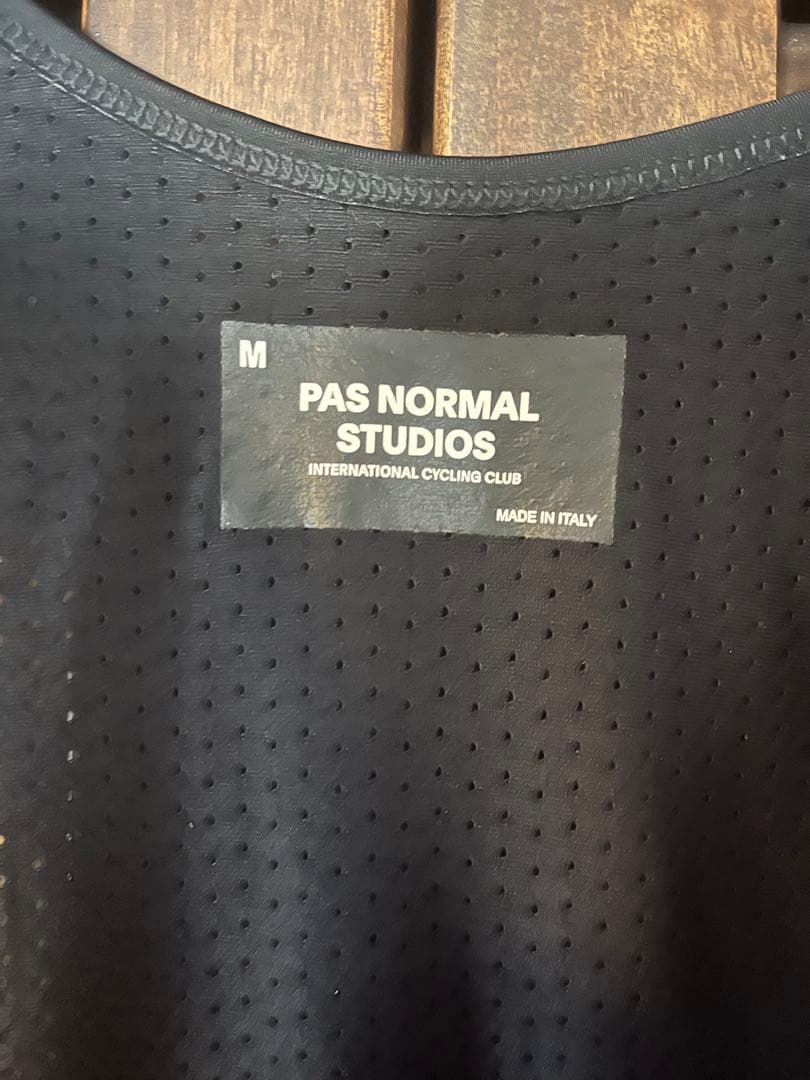 M
PAS NORMAL
STUDIOS
INTERNATIONAL CYCLING CLUB
MADE IN ITALY